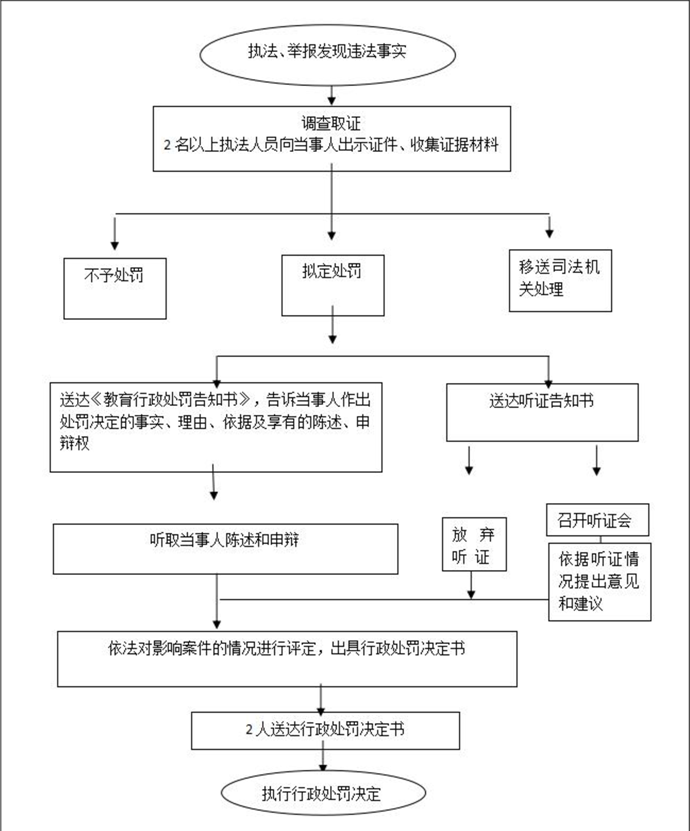 执法、举报发现违法事实
调查取证
2名以上执法人员向当事人出示证件、收集证据材料
不予处罚
拟定处罚
移送司法机
关处理
送达《教育行政处罚告知书》，告诉当事人作出
处罚决定的事实、理由、依据及享有的陈述、申
辩权
送达听证告知书
听取当事人陈述和申辩
放 弃
听 证
召开听证会
依据听证情
况提出意见
和建议
依法对影响案件的情况进行评定，出具行政处罚决定书
2人送达行政处罚决定书
执行行政处罚决定